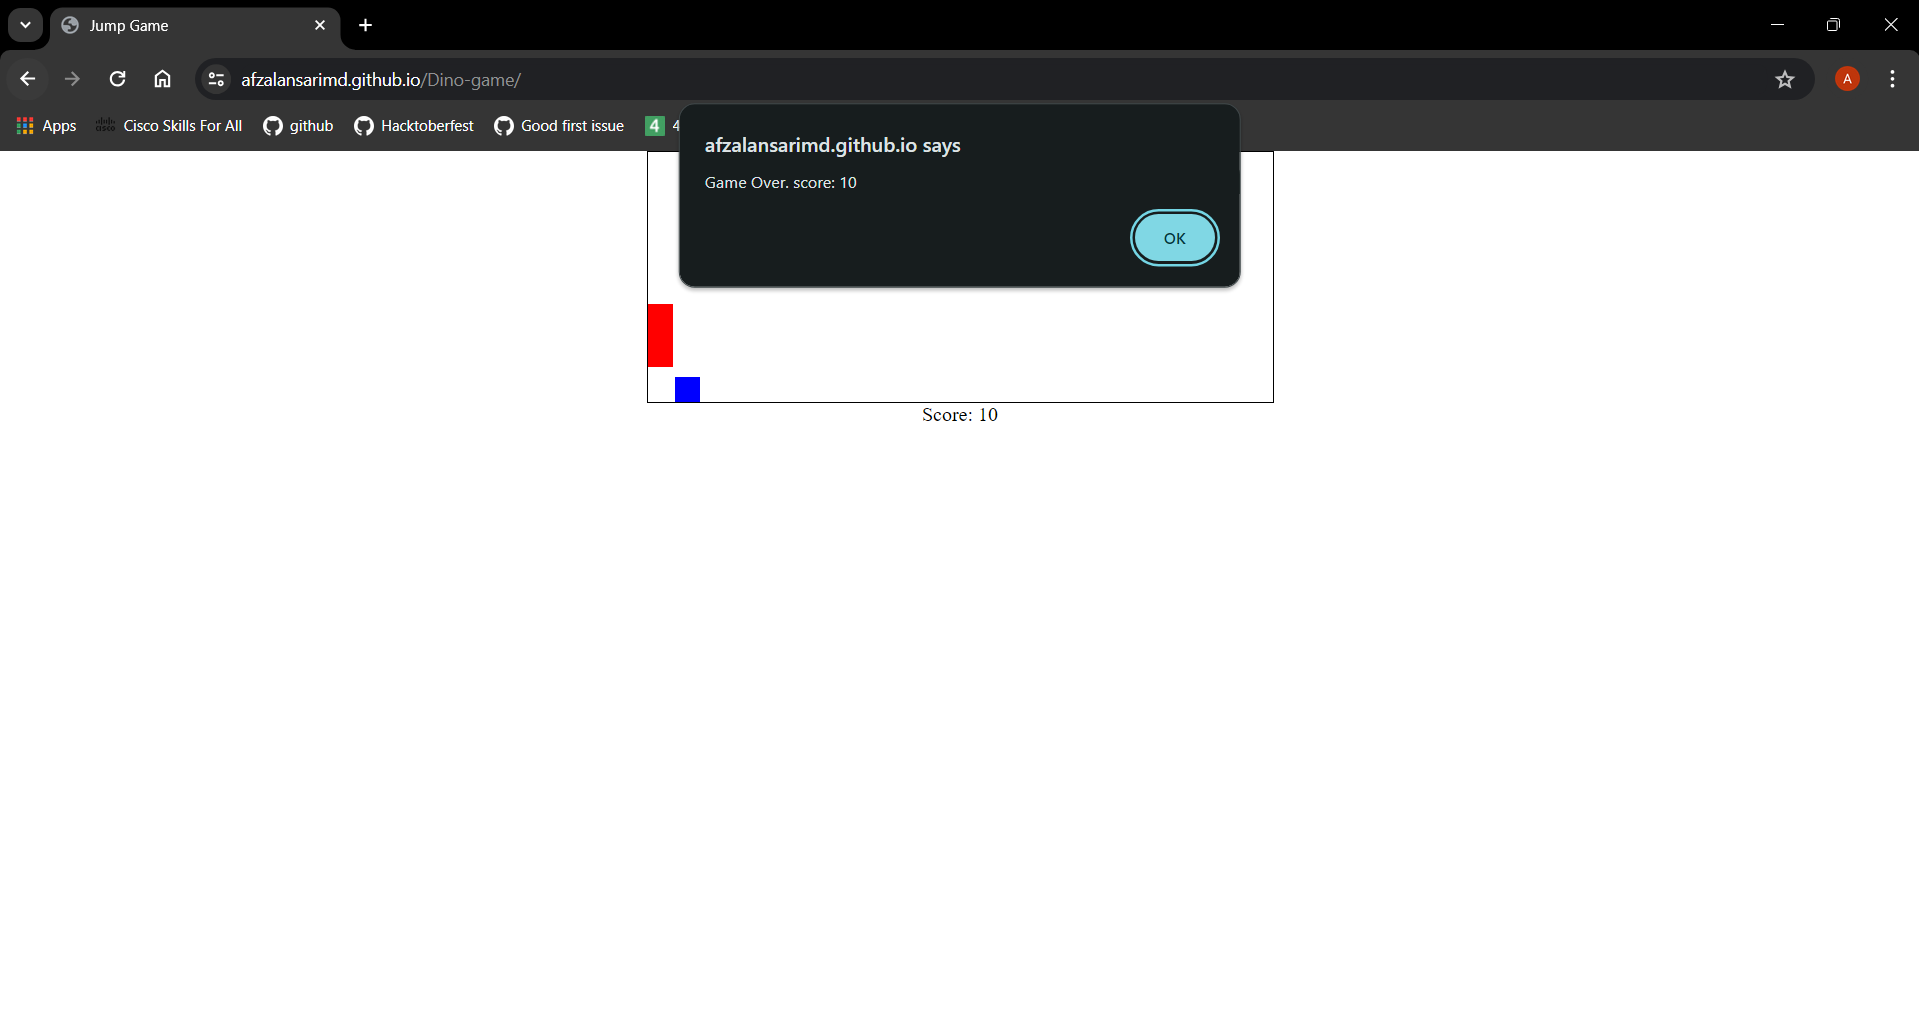 Jump Game
afzalansarimd.github.io/Dino-game/
A
Apps
Cisco Skills For All
github
Hacktoberfest
Good first issue
4
afzalansarimd.github.io says
Game Over. score: 10
OK
Score: 10